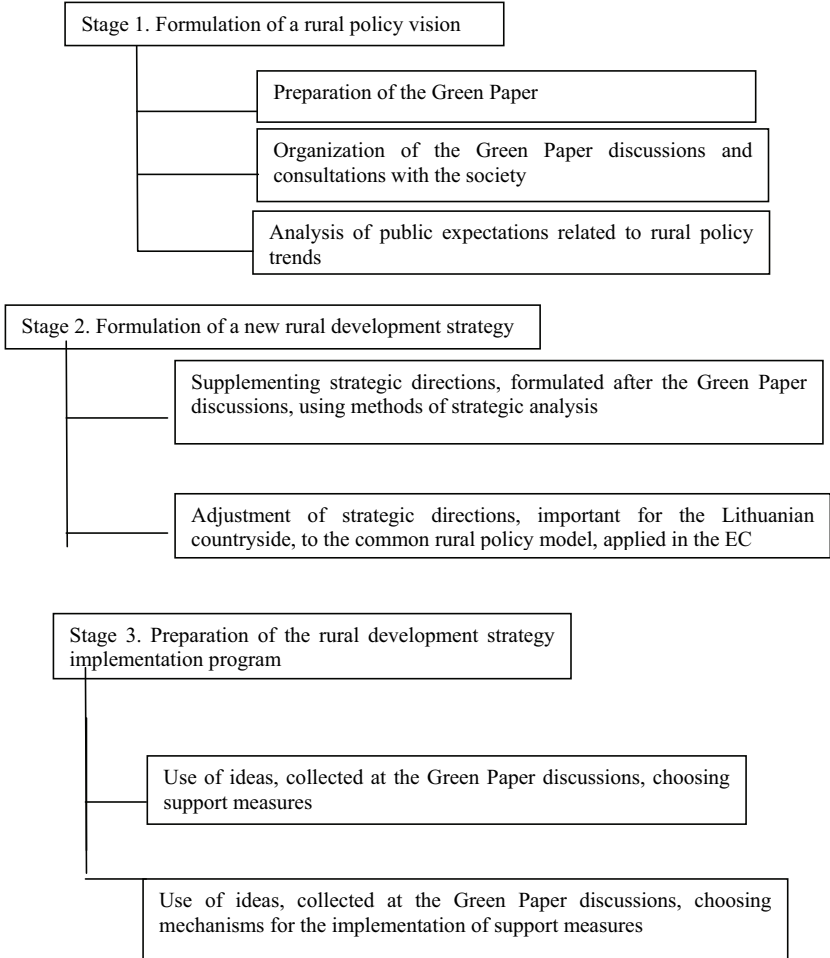 Stage 1. Formulation of a rural policy vision
Preparation of the Green Paper
Organization of the Green Paper discussions and
consultations with the society
Analysis of public expectations related to rural policy
trends
Stage 2. Formulation of a new rural development strategy
Supplementing strategic directions, formulated after the Green Paper
discussions, using methods of strategic analysis
Adjustment of strategic directions, important for the Lithuanian
countryside, to the common rural policy model, applied in the EC
Stage 3. Preparation of the rural development strategy
implementation program
Use of ideas, collected at the Green Paper discussions, choosing
support measures
Use of ideas, collected at the Green Paper discussions, choosing
mechanisms for the implementation of support measures